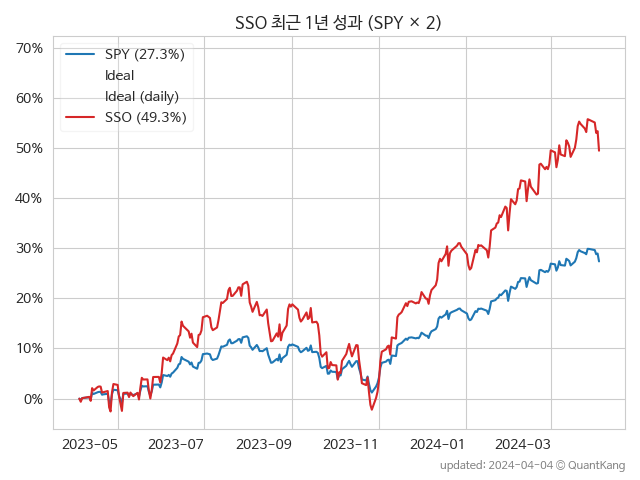 SSO 최근 1년 성과 (SPY × 2)
70%
60%
50%
40%
30%
20%
10%
0%
SPY (27.3%)
Ideal
Ideal (daily)
SSO (49.3%)
2023-05
2023-07
2023-09
2023-11
2024-01
2024-03
updated: 2024-04-04 © QuantKang